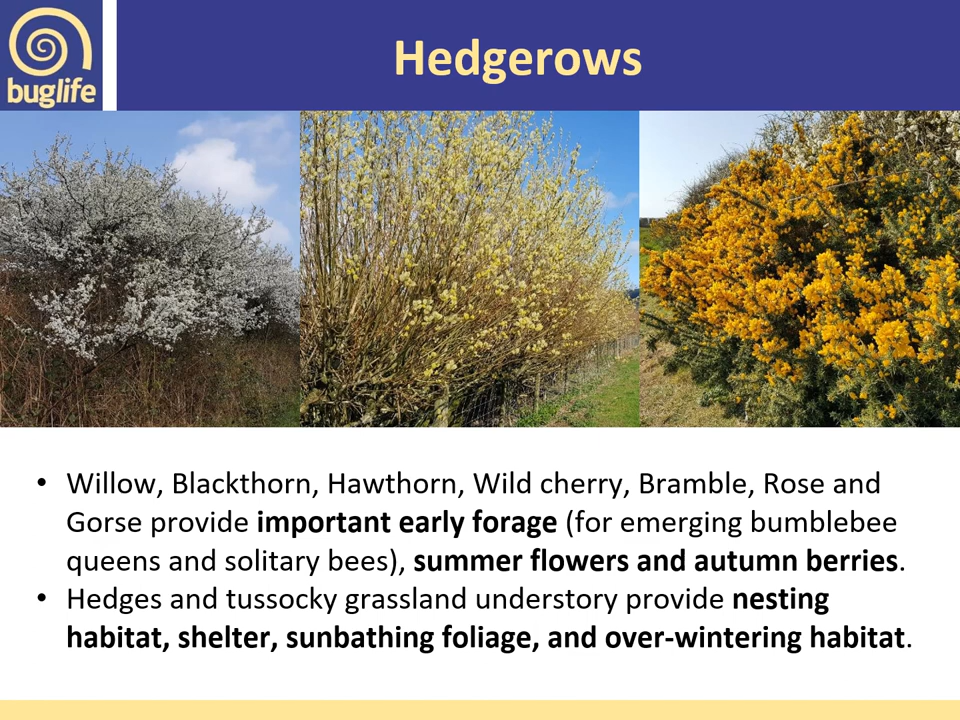 buglife
Hedgerows
• Willow, Blackthorn, Hawthorn, Wild cherry, Bramble, Rose and
Gorse provide important early forage (for emerging bumblebee
queens and solitary bees), summer flowers and autumn berries.
• Hedges and tussocky grassland understory provide nesting
habitat, shelter, sunbathing foliage, and over-wintering habitat.